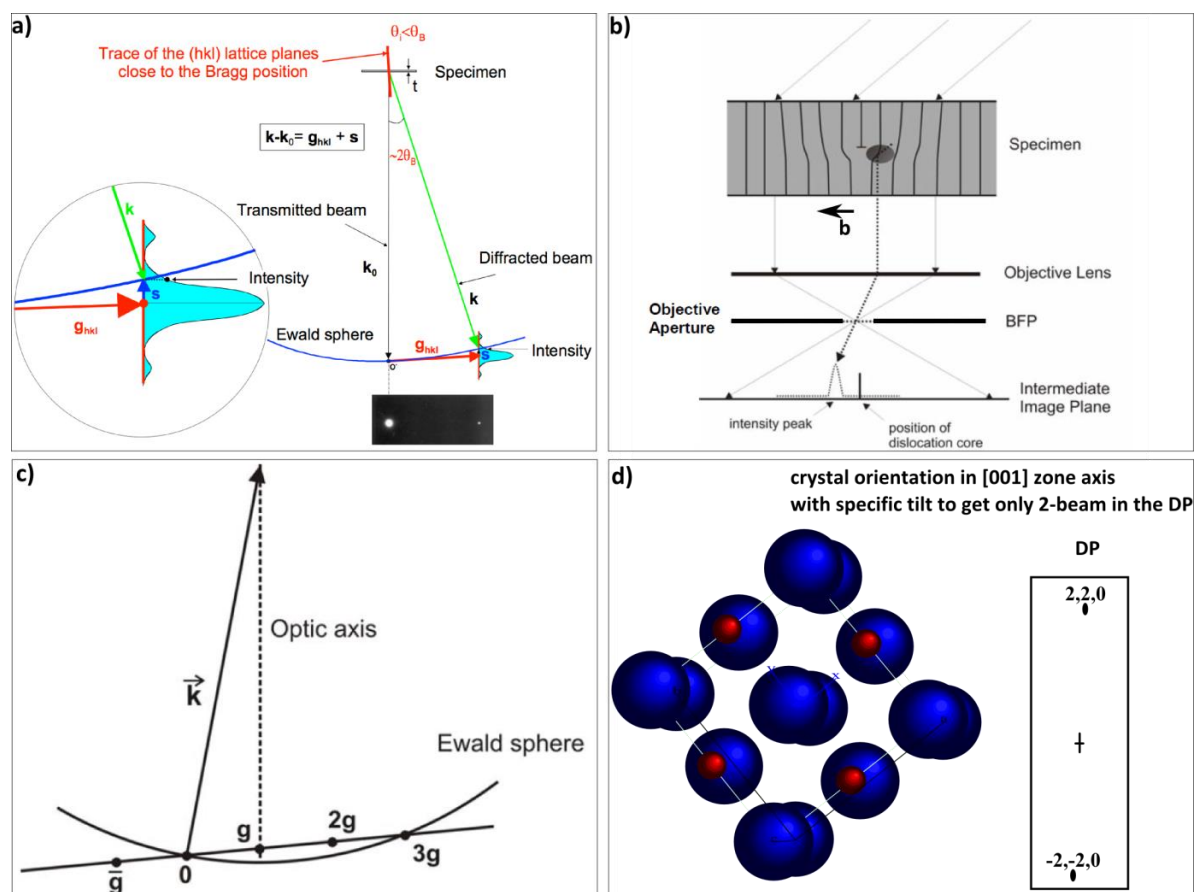 a)
θi<θB
Trace of the (hkl) lattice planes
close to the Bragg position
Specimen
t
k-k0= ghkl + s
~2θB
Transmitted beam
k
Intensity
s
ghkl
k0
Diffracted beam
k
Ewald sphere
ghkl
s
Intensity
o
b)
Specimen
b
Objective Lens
Objective
Aperture
BFP
Intermediate
Image Plane
intensity peak
position of
dislocation core
c)
Optic axis
k
Ewald sphere
g
2g
3g
0
g
d)
crystal orientation in [001] zone axis
with specific tilt to get only 2-beam in the DP
DP
2,2,0
Y
x
-2,-2,0